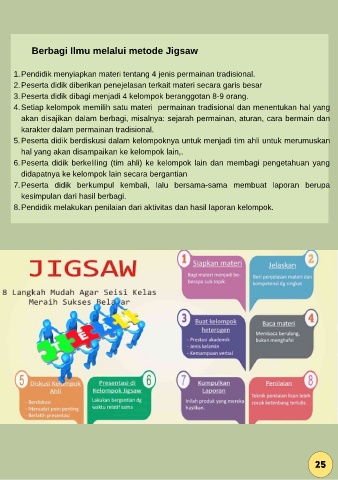 Berbagi Ilmu melalui metode Jigsaw
1. Pendidik menyiapkan materi tentang 4 jenis permainan tradisional.
2. Peserta didik diberikan penejelasan terkait materi secara garis besar
3. Peserta didik dibagi menjadi 4 kelompok beranggotan 8-9 orang.
4. Setiap kelompok memilih satu materi permainan tradisional dan menentukan hal yang
akan disajikan dalam berbagi, misalnya: sejarah permainan, aturan, cara bermain dan
karakter dalam permainan tradisional.
5. Peserta didik berdiskusi dalam kelompoknya untuk menjadi tim ahli untuk merumuskan
hal yang akan disampaikan ke kelompok lain,.
6. Peserta didik berkeliling (tim ahli) ke kelompok lain dan membagi pengetahuan yang
didapatnya ke kelompok lain secara bergantian
7. Peserta didik berkumpul kembali, lalu bersama-sama membuat laporan berupa
kesimpulan dari hasil berbagi.
8. Pendidik melakukan penilaian dari aktivitas dan hasil laporan kelompok.
JIGSAW
8 Langkah Mudah Agar Seisi Kelas
Meraih Sukses Belajar
1
Siapkan materi
Bagi materi menjadi be-
berapa sub topik
2
Jelaskan
Beri penjelasan materi dan
kompetensi dg singkat
3
Buat kelompok
heterogen
- Prestasi akademik
- Jenis kelamin
- Kemampuan verbal
4
Baca materi
Membaca berulang,
bukan menghafal
5
Diskusi Kelompok
Ahli
- Berdiskusi
- Mencatat poin penting
- Berlatih presentasi
6
Presentasi di
Kelompok Jigsaw
Lakukan bergantian dg
waktu relatif sama
7
Kumpulkan
Laporan
Inilah produk yang mereka
hasilkan.
8
Penilaian
Teknik penilaian lisan lebih
cocok ketimbang tertulis.
25